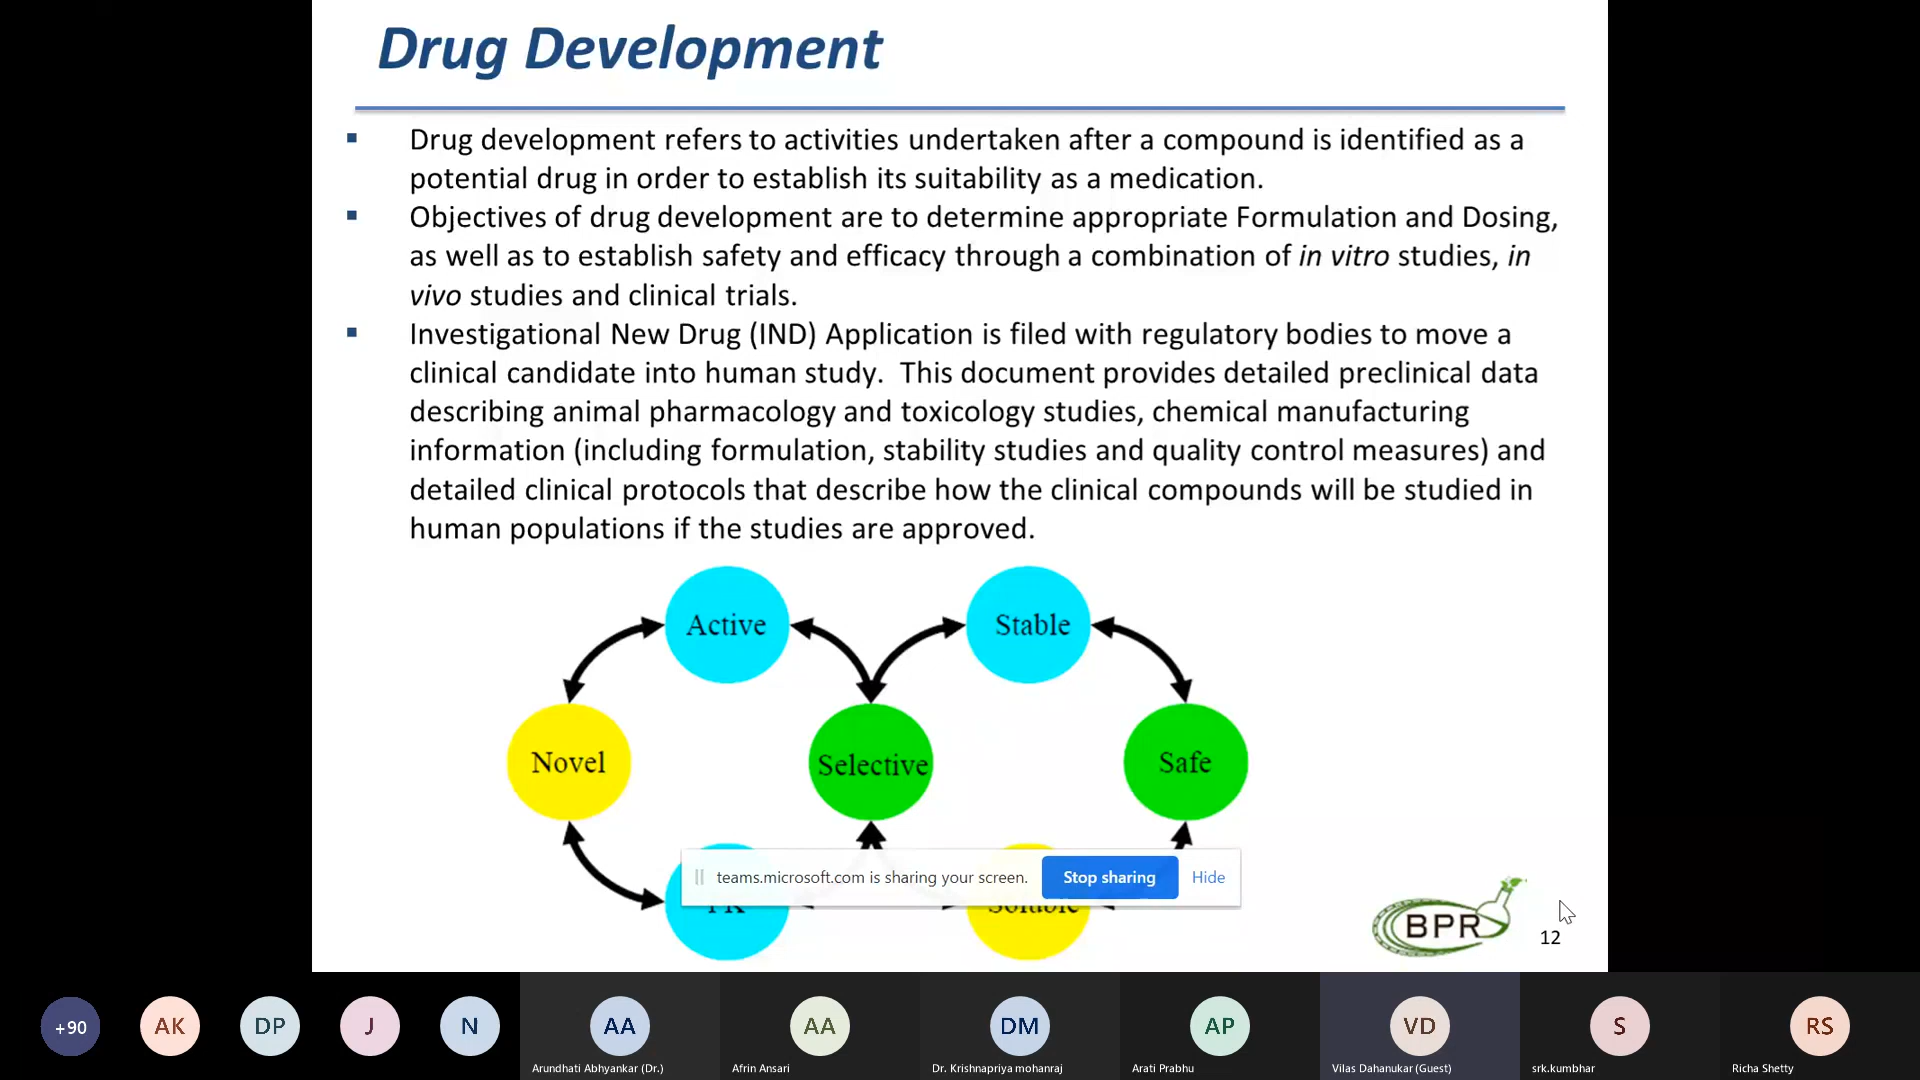 Drug Development
▪ Drug development refers to activities undertaken after a compound is identified as a
potential drug in order to establish its suitability as a medication.
▪ Objectives of drug development are to determine appropriate Formulation and Dosing,
as well as to establish safety and efficacy through a combination of in vitro studies, in
vivo studies and clinical trials.
▪ Investigational New Drug (IND) Application is filed with regulatory bodies to move a
clinical candidate into human study. This document provides detailed preclinical data
describing animal pharmacology and toxicology studies, chemical manufacturing
information (including formulation, stability studies and quality control measures) and
detailed clinical protocols that describe how the clinical compounds will be studied in
human populations if the studies are approved.
Active
Stable
Novel
Selective
Safe
teams.microsoft.com is sharing your screen.
Stop sharing
Hide
Soluble
BPR
12
+90
AK
DP
J
N
AA
AA
DM
AP
VD
S
RS
Arundhati Abhyankar (Dr.)
Afrin Ansari
Dr. Krishnapriya mohanraj
Arati Prabhu
Vilas Dahanukar (Guest)
srk.kumbhar
Richa Shetty